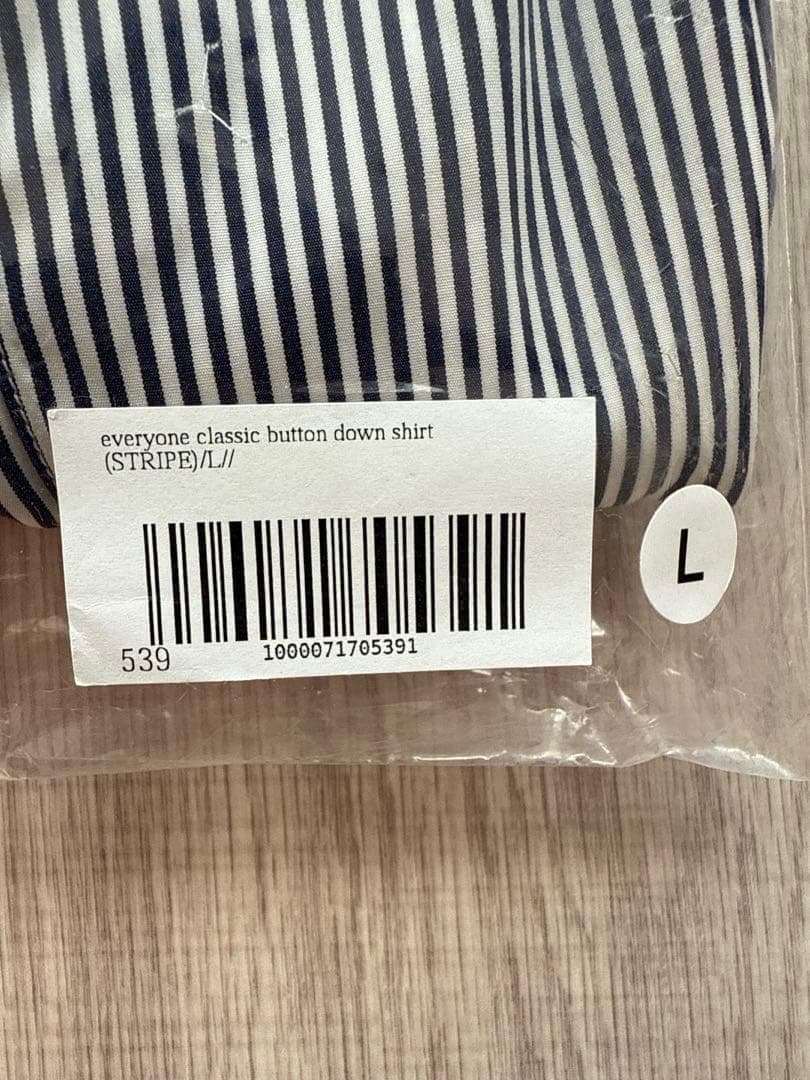 everyone classic button down shirt
(STRIPE)/L//
L
539
1000071705391